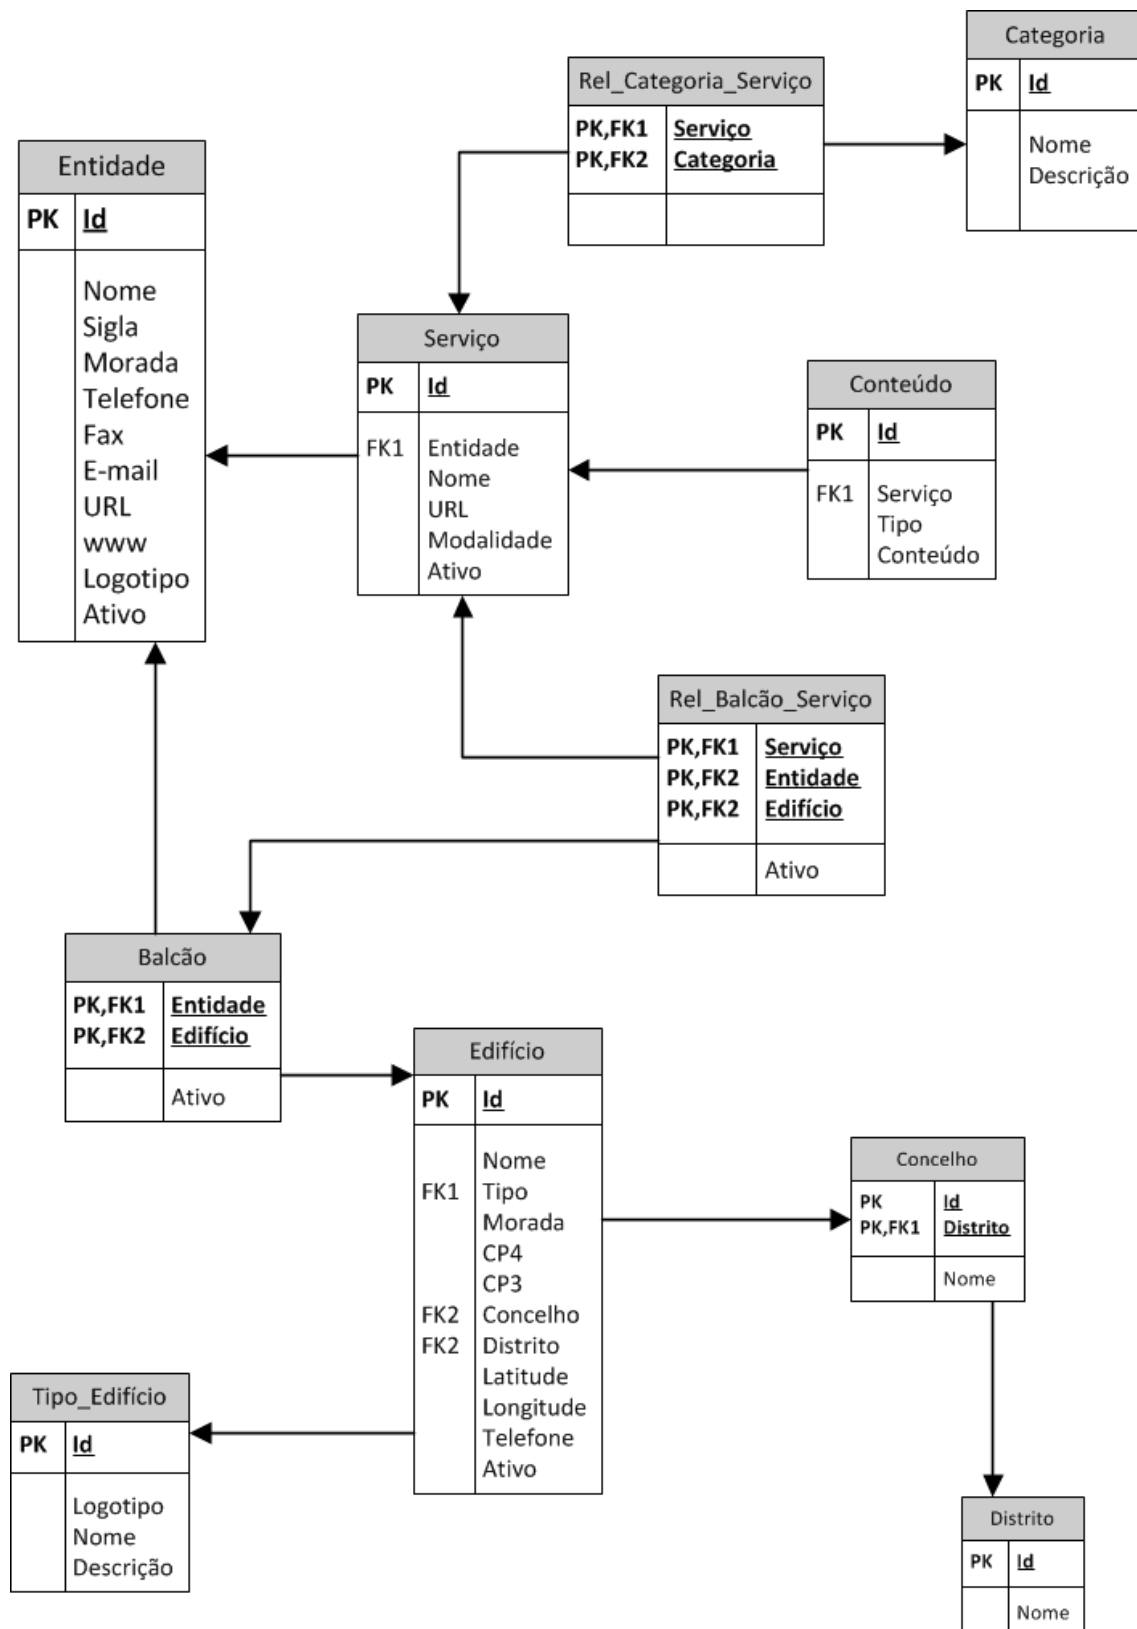 Categoria
PK Id
Nome
Descrição
Rel_Categoria_Serviço
PK,FK1 Serviço
PK,FK2 Categoria
Entidade
PK Id
Nome
Sigla
Morada
Telefone
Fax
E-mail
URL
www
Logotipo
Ativo
Serviço
PK Id
FK1 Entidade
Nome
URL
Modalidade
Ativo
Conteúdo
PK Id
FK1 Serviço
Tipo
Conteúdo
Rel_Balcão_Serviço
PK,FK1 Serviço
PK,FK2 Entidade
PK,FK2 Edifício
Ativo
Balcão
PK,FK1 Entidade
PK,FK2 Edifício
Ativo
Edifício
PK Id
Nome
FK1 Tipo
Morada
CP4
CP3
FK2 Concelho
FK2 Distrito
Latitude
Longitude
Telefone
Ativo
Concelho
PK Id
PK,FK1 Distrito
Nome
Tipo_Edifício
PK Id
Logotipo
Nome
Descrição
Distrito
PK Id
Nome